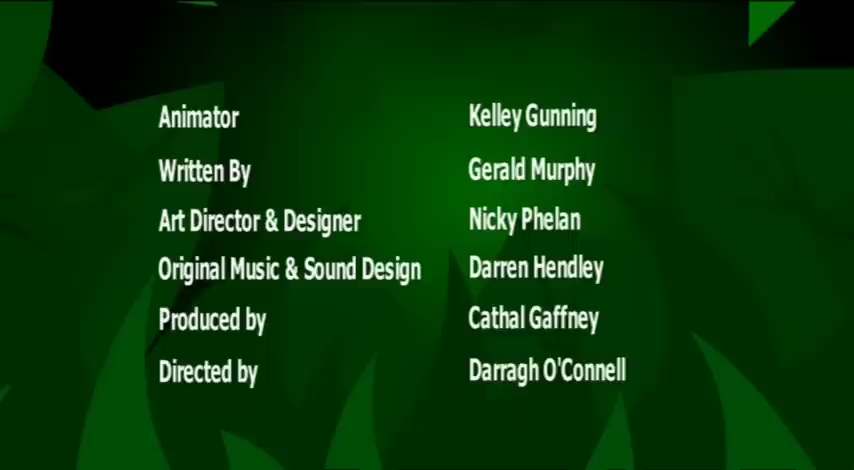 Animator Kelley Gunning
Written By Gerald Murphy
Art Director & Designer Nicky Phelan
Original Music & Sound Design Darren Hendley
Produced by Cathal Gaffney
Directed by Darragh O'Connell